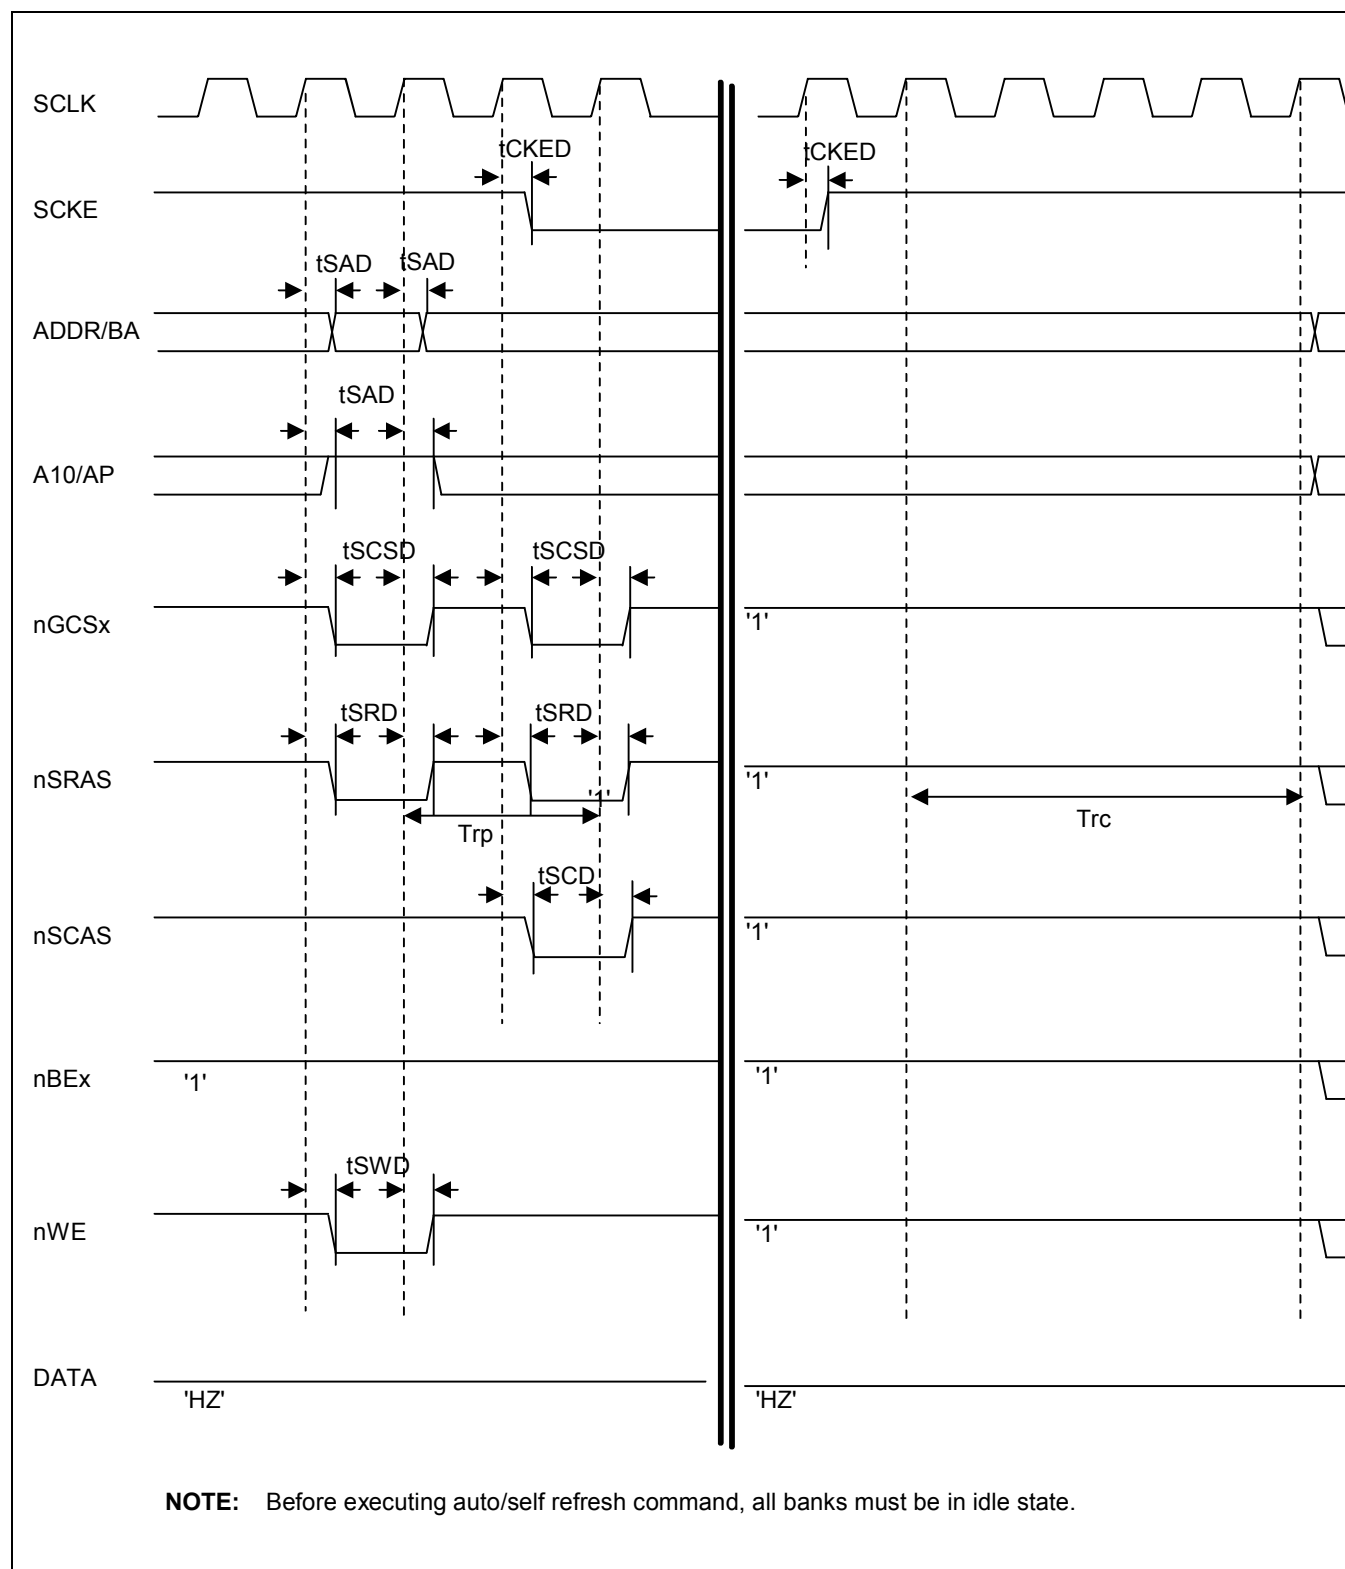 SCLK
tCKED
tCKED
SCKE
tSAD
tSAD
ADDR/BA
tSAD
A10/AP
tSCSD
tSCSD
nGCSx
'1'
tSRD
tSRD
nSRAS
'1'
'1'
Trp
Trc
tSCD
nSCAS
'1'
nBEx
'1'
'1'
tSWD
nWE
'1'
DATA
'HZ'
'HZ'
NOTE: Before executing auto/self refresh command, all banks must be in idle state.